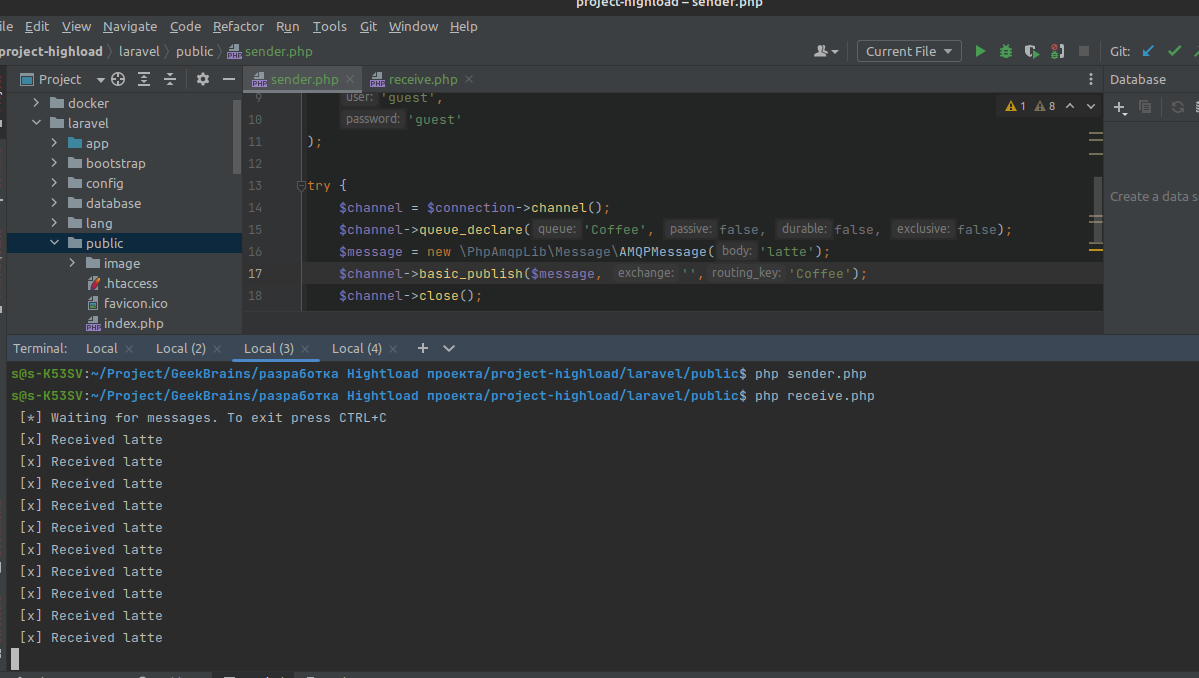 project-highload – sender.php
ile Edit View Navigate Code Refactor Run Tools Git Window Help
project-highload laravel public sender.php
Current File
Git:
Project
sender.php
receive.php
Database
docker
laravel
app
bootstrap
config
database
lang
public
image
.htaccess
favicon.ico
index.php
9 user: 'guest',
10 password: 'guest'
11 );
12
13 try {
14 $channel = $connection->channel();
15 $channel->queue_declare( queue: 'Coffee', passive: false, durable: false, exclusive: false);
16 $message = new \PhpAmqpLib\Message\AMQPMessage( body: 'latte');
17 $channel->basic_publish($message, exchange: '', routing_key: 'Coffee');
18 $channel->close();
1 8
Create a data s
Terminal: Local Local (2) Local (3) Local (4)
s@s-K53SV:~/Project/GeekBrains/разработка Hightload проекта/project-highload/laravel/public$ php sender.php
s@s-K53SV:~/Project/GeekBrains/разработка Hightload проекта/project-highload/laravel/public$ php receive.php
[*] Waiting for messages. To exit press CTRL+C
[x] Received latte
[x] Received latte
[x] Received latte
[x] Received latte
[x] Received latte
[x] Received latte
[x] Received latte
[x] Received latte
[x] Received latte
[x] Received latte